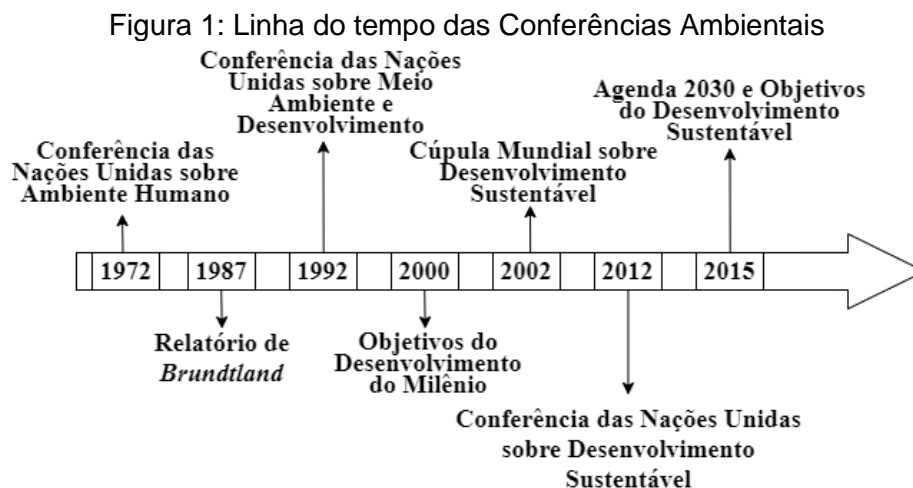 Figura 1: Linha do tempo das Conferências Ambientais
Conferência das Nações
Unidas sobre Meio
Ambiente e
Desenvolvimento
Agenda 2030 e Objetivos
do Desenvolvimento
Sustentável
Conferência das
Nações Unidas sobre
Ambiente Humano
Cúpula Mundial sobre
Desenvolvimento
Sustentável
1972
1987
1992
2000
2002
2012
2015
Relatório de
Brundtland
Objetivos do
Desenvolvimento
do Milênio
Conferência das Nações Unidas
sobre Desenvolvimento
Sustentável